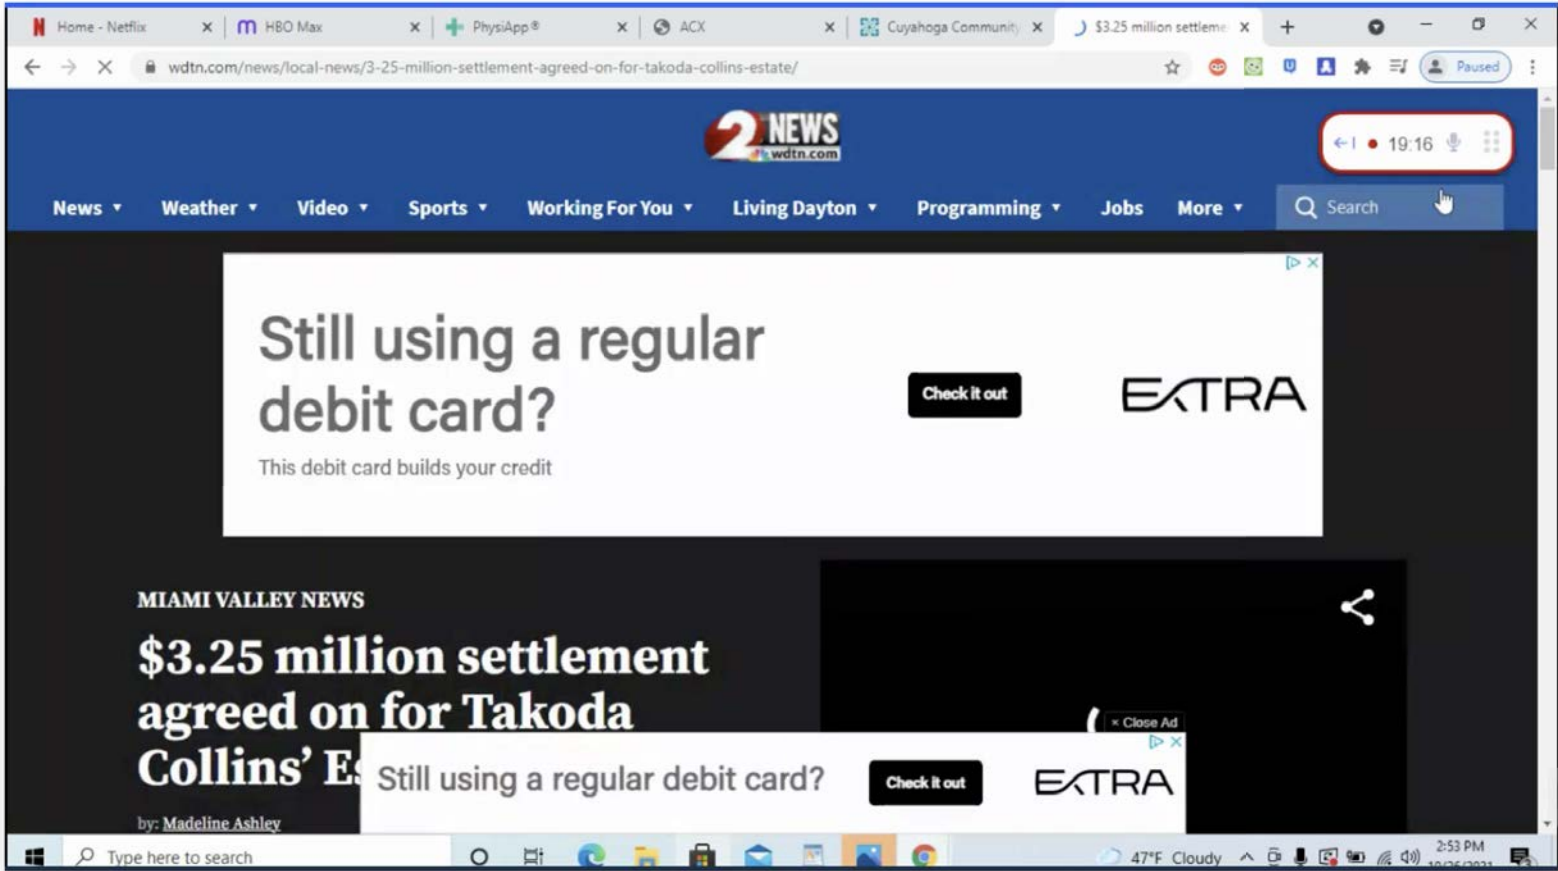 Home - Netflix
HBO Max
PhysiApp®
ACX
Cuyahoga Community
$3.25 million settleme
wdtn.com/news/local-news/3-25-million-settlement-agreed-on-for-takoda-collins-estate/
Paused
2 NEWS
wdtn.com
19:16
News
Weather
Video
Sports
Working For You
Living Dayton
Programming
Jobs
More
Search
Still using a regular
debit card?
This debit card builds your credit
Check it out
EXTRA
MIAMI VALLEY NEWS
$3.25 million settlement
agreed on for Takoda
Collins' Es
by: Madeline Ashley
× Close Ad
Still using a regular debit card?
Check it out
EXTRA
Type here to search
47°F Cloudy
2:53 PM
10/26/2021